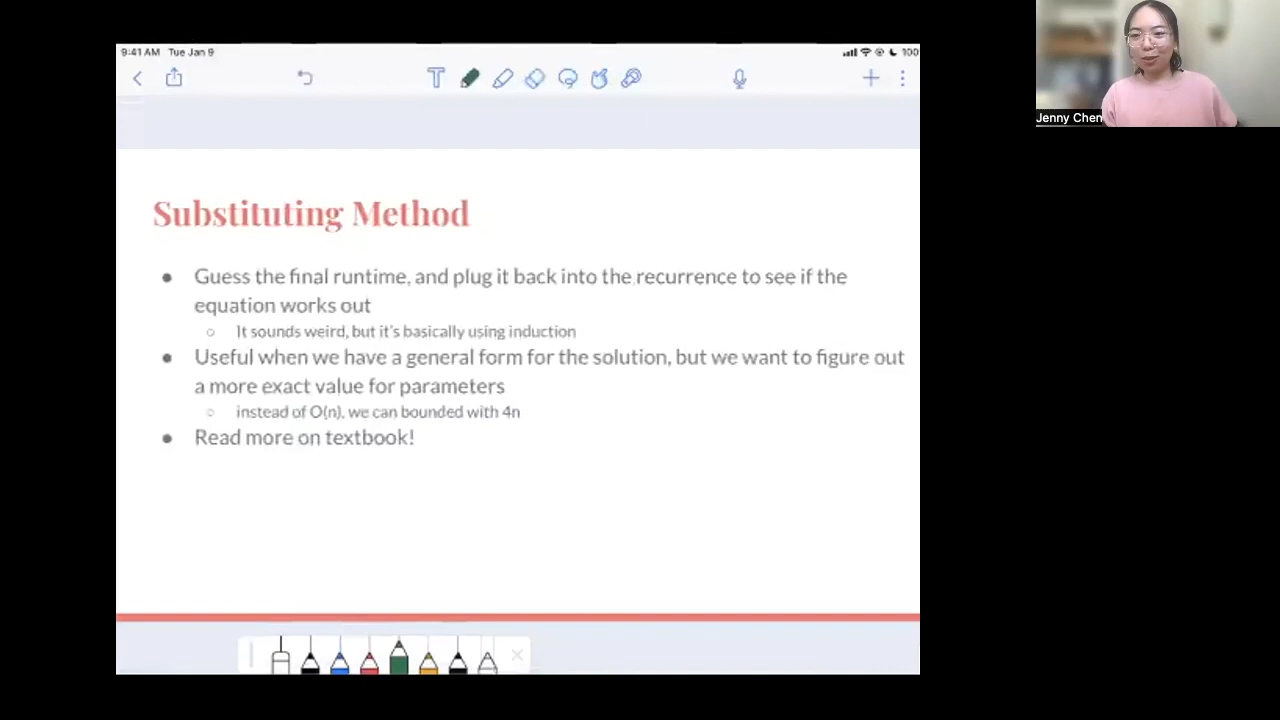 9:41 AM Tue Jan 9
100
Jenny Chen
Substituting Method
Guess the final runtime, and plug it back into the recurrence to see if the
equation works out
It sounds weird, but it's basically using induction
Useful when we have a general form for the solution, but we want to figure out
a more exact value for parameters
instead of O(n), we can bounded with 4n
Read more on textbook!